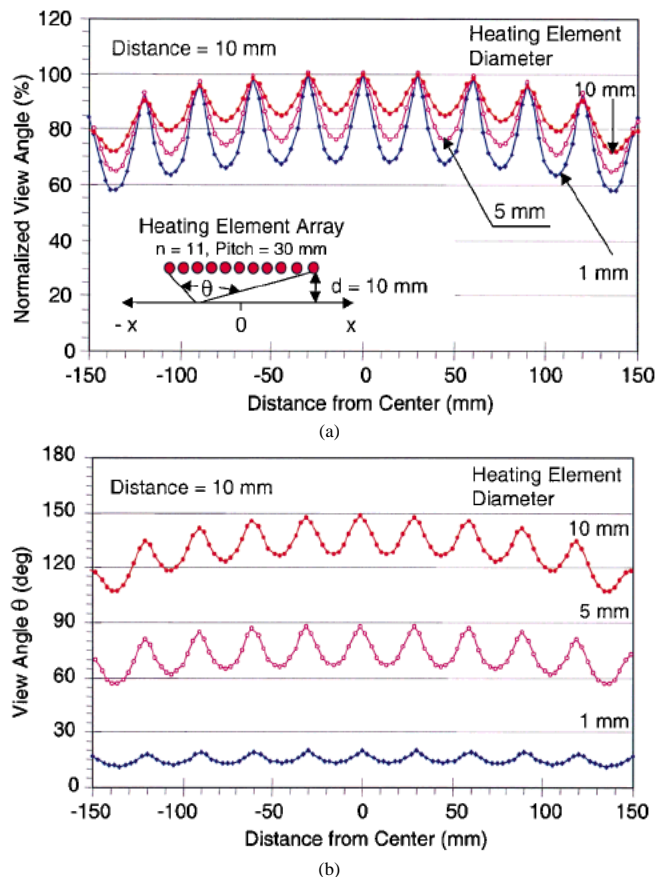 140
120
100
80
60
40
20
0
Normalized View Angle (%)
Distance = 10 mm
Heating Element
Diameter
10 mm
5 mm
1 mm
Heating Element Array
n = 11, Pitch = 30 mm
θ
d = 10 mm
- x
0
x
-150
-100
-50
0
50
100
150
Distance from Center (mm)
(a)
180
150
120
90
60
30
0
View Angle θ (deg)
Distance = 10 mm
Heating Element
Diameter
10 mm
5 mm
1 mm
-150
-100
-50
0
50
100
150
Distance from Center (mm)
(b)